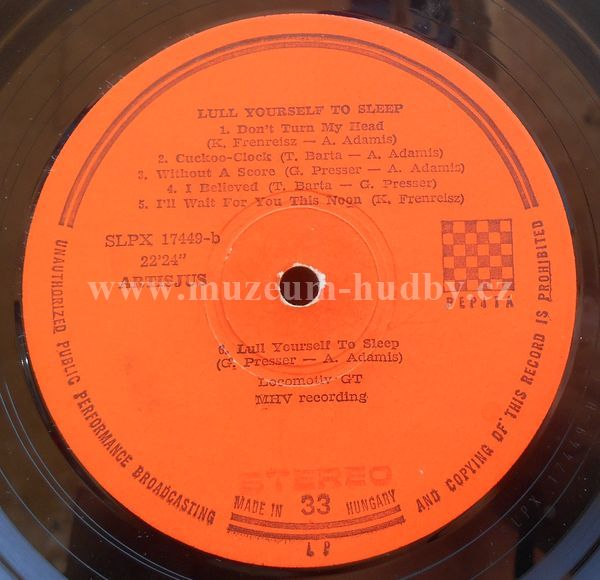 LULL YOURSELF TO SLEEP
1. Don't Turn My Head
(K. Frenreisz — A. Adamis)
2. Cuckoo-Clock (T. Barta — A. Adamis)
3. Without A Score (G. Presser — A. Adamis)
4. I Believed (T. Barta — G. Presser)
5. I'll Wait For You This Noon (K. Frenreisz)
SLPX 17449-b
22'24"
ARTISJUS
PEPITA
www.muzeum-hudby.cz
6. Lull Yourself To Sleep
(G. Presser — A. Adamis)
Locomotiv GT
MHV recording
STEREO
MADE IN 33 HUNGARY
LP
UNAUTHORIZED PUBLIC PERFORMANCE BROADCASTING AND COPYING OF THIS RECORD IS PROHIBITED
LPX 17449